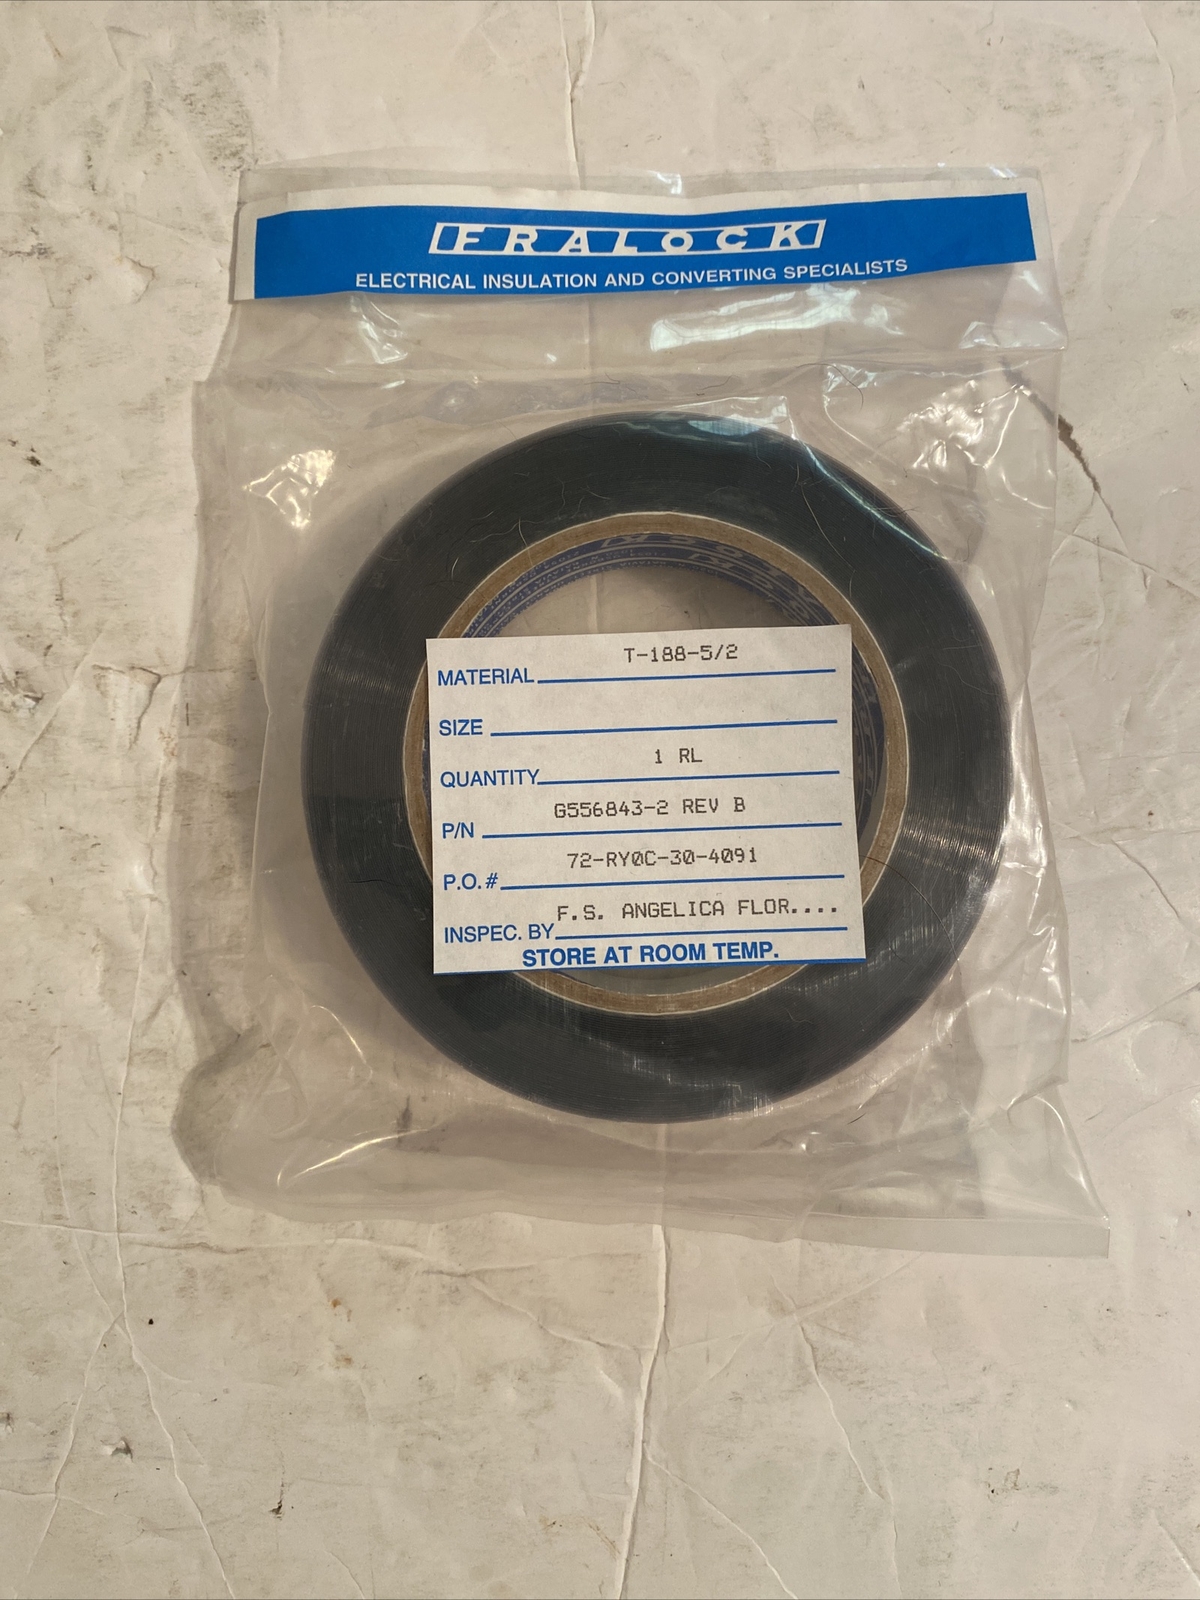 FRALOCK
ELECTRICAL INSULATION AND CONVERTING SPECIALISTS
MATERIAL T-188-5/2
SIZE
QUANTITY 1 RL
P/N G556843-2 REV B
P.O.# 72-RY0C-30-4091
INSPEC. BY F.S. ANGELICA FLOR....
STORE AT ROOM TEMP.